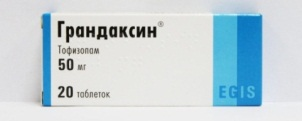 Грандаксин®
Тофизопам
50 мг
20 таблеток
EGIS